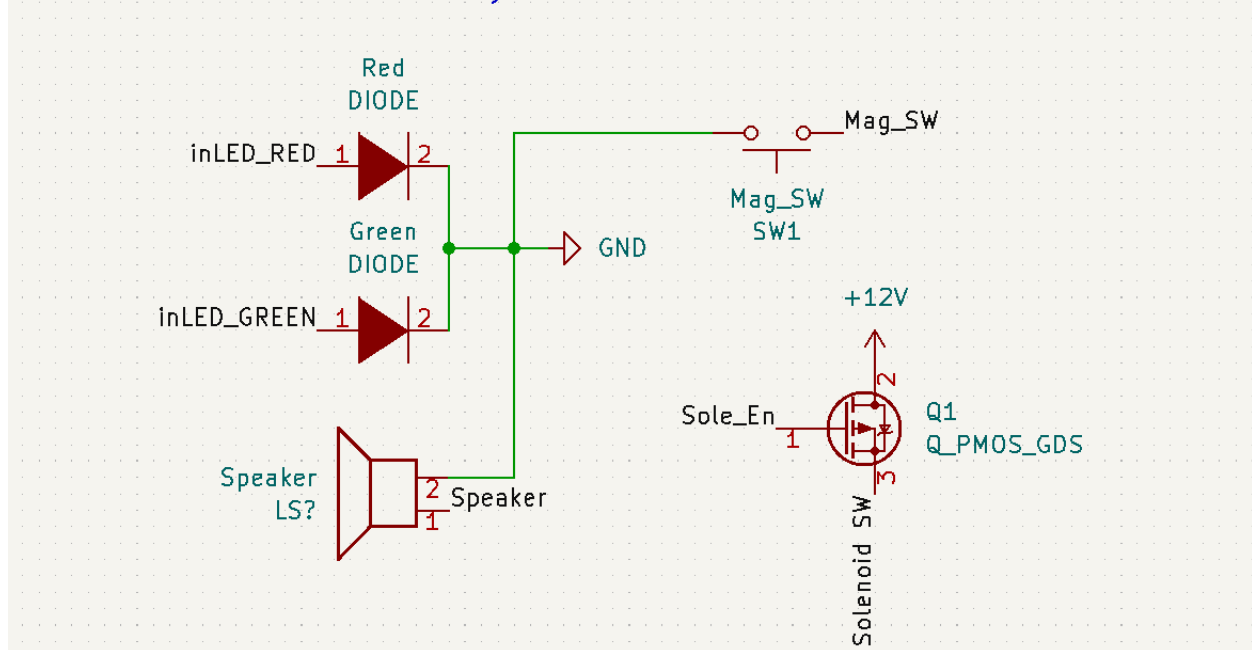 Red
DIODE
inLED_RED
1
2
Green
DIODE
inLED_GREEN
1
2
GND
Mag_SW
Mag_SW
SW1
+12V
2
Sole_En
1
Q1
Q_PMOS_GDS
3
Solenoid SW
Speaker
LS?
2
Speaker
1